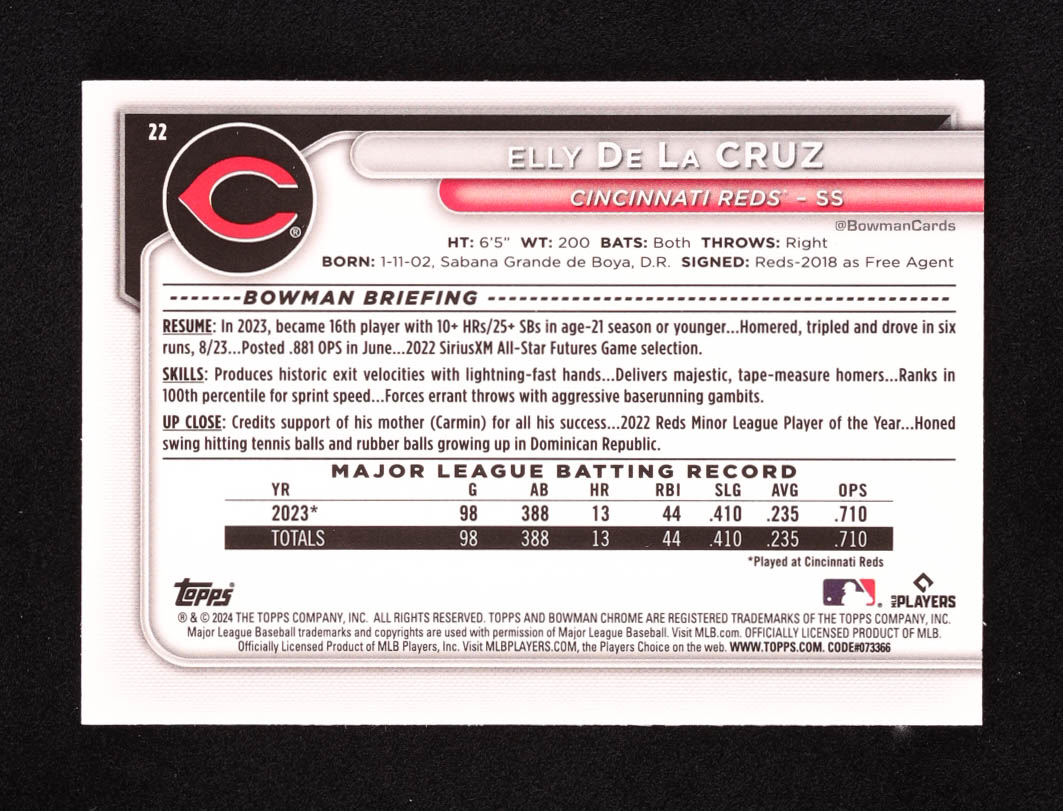 22
ELLY DE LA CRUZ
CINCINNATI REDS® – SS
@BowmanCards
HT: 6'5" WT: 200 BATS: Both THROWS: Right
BORN: 1-11-02, Sabana Grande de Boya, D.R. SIGNED: Reds-2018 as Free Agent
BOWMAN BRIEFING
RESUME: In 2023, became 16th player with 10+ HRs/25+ SBs in age-21 season or younger...Homered, tripled and drove in six
runs, 8/23...Posted .881 OPS in June...2022 SiriusXM All-Star Futures Game selection.
SKILLS: Produces historic exit velocities with lightning-fast hands...Delivers majestic, tape-measure homers...Ranks in
100th percentile for sprint speed...Forces errant throws with aggressive baserunning gambits.
UP CLOSE: Credits support of his mother (Carmin) for all his success...2022 Reds Minor League Player of the Year...Honed
swing hitting tennis balls and rubber balls growing up in Dominican Republic.
MAJOR LEAGUE BATTING RECORD
YR G AB HR RBI SLG AVG OPS
2023* 98 388 13 44 .410 .235 .710
TOTALS 98 388 13 44 .410 .235 .710
*Played at Cincinnati Reds
Topps®
MLB PLAYERS
® & © 2024 THE TOPPS COMPANY, INC. ALL RIGHTS RESERVED. TOPPS AND BOWMAN CHROME ARE REGISTERED TRADEMARKS OF THE TOPPS COMPANY, INC.
Major League Baseball trademarks and copyrights are used with permission of Major League Baseball. Visit MLB.com. OFFICIALLY LICENSED PRODUCT OF MLB.
Officially Licensed Product of MLB Players, Inc. Visit MLBPLAYERS.COM, the Players Choice on the web. WWW.TOPPS.COM. CODE#073366